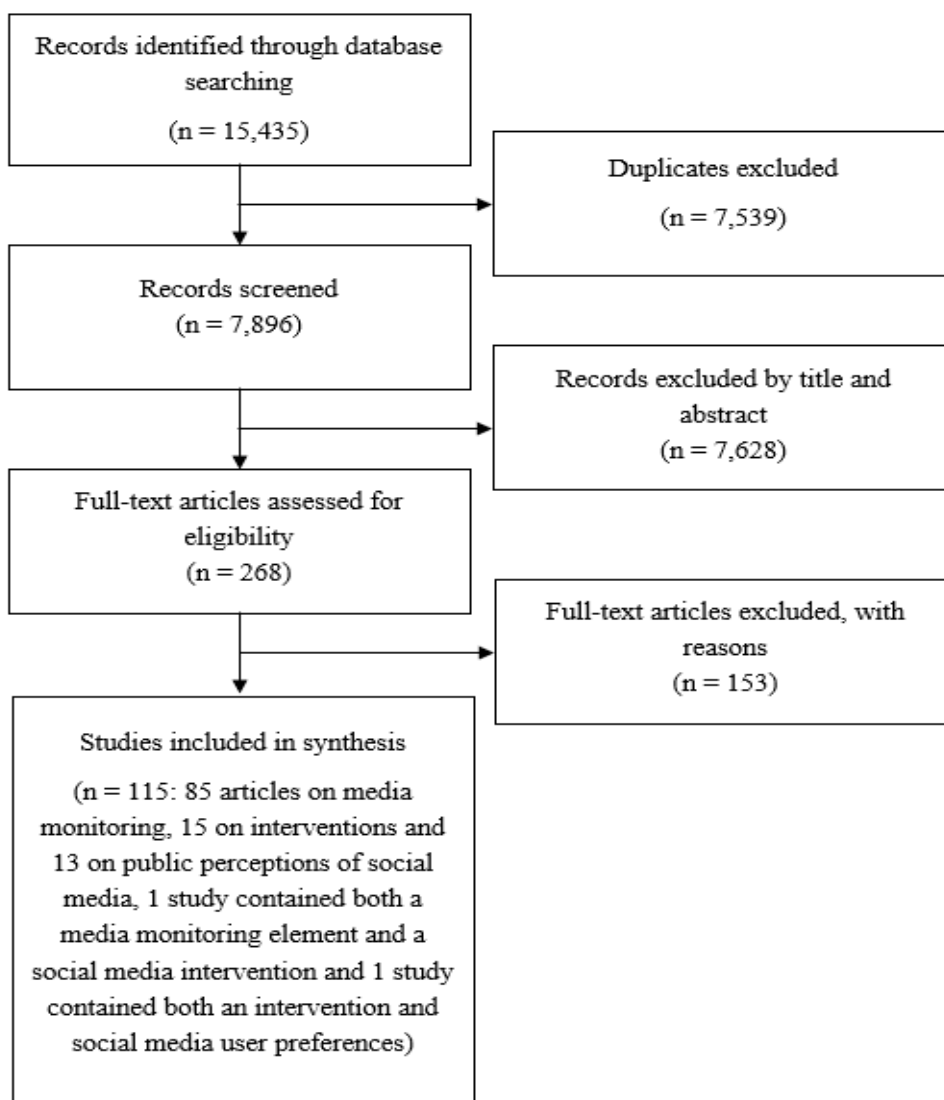 Records identified through database
searching
(n = 15,435)
Duplicates excluded
(n = 7,539)
Records screened
(n = 7,896)
Records excluded by title and
abstract
(n = 7,628)
Full-text articles assessed for
eligibility
(n = 268)
Full-text articles excluded, with
reasons
(n = 153)
Studies included in synthesis
(n = 115: 85 articles on media
monitoring, 15 on interventions and
13 on public perceptions of social
media, 1 study contained both a
media monitoring element and a
social media intervention and 1 study
contained both an intervention and
social media user preferences)